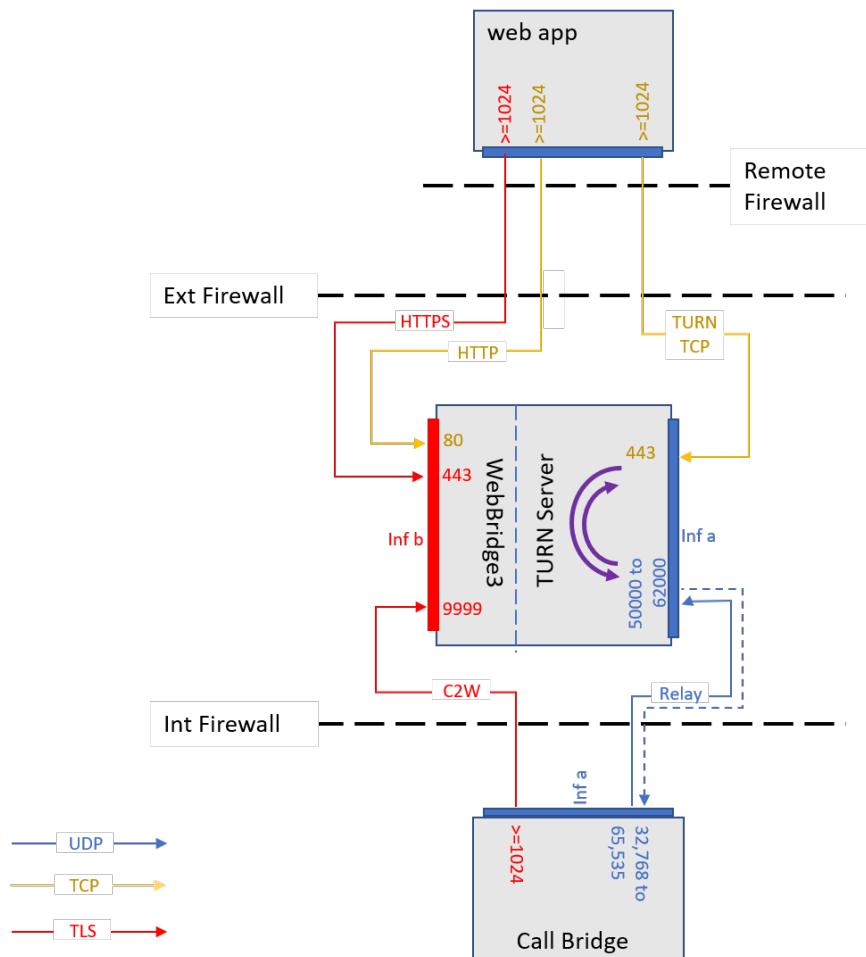 web app
>=1024
>=1024
>=1024
Remote
Firewall
Ext Firewall
HTTPS
TURN
TCP
HTTP
80
443
443
WebBridge3
TURN Server
Inf b
Inf a
50000 to
62000
9999
C2W
Relay
Int Firewall
Inf a
UDP
TCP
TLS
>=1024
32,768 to
65,535
Call Bridge